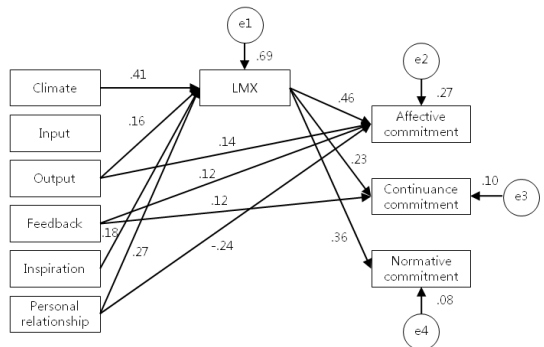 e1
e2
.69
.41
Climate
LMX
.46
.27
Affective
commitment
Input
.16
.14
.23
Output
.12
Continuance
commitment
.10
e3
Feedback
.12
.18
.27
-.24
.36
Inspiration
Normative
commitment
Personal
relationship
.08
e4